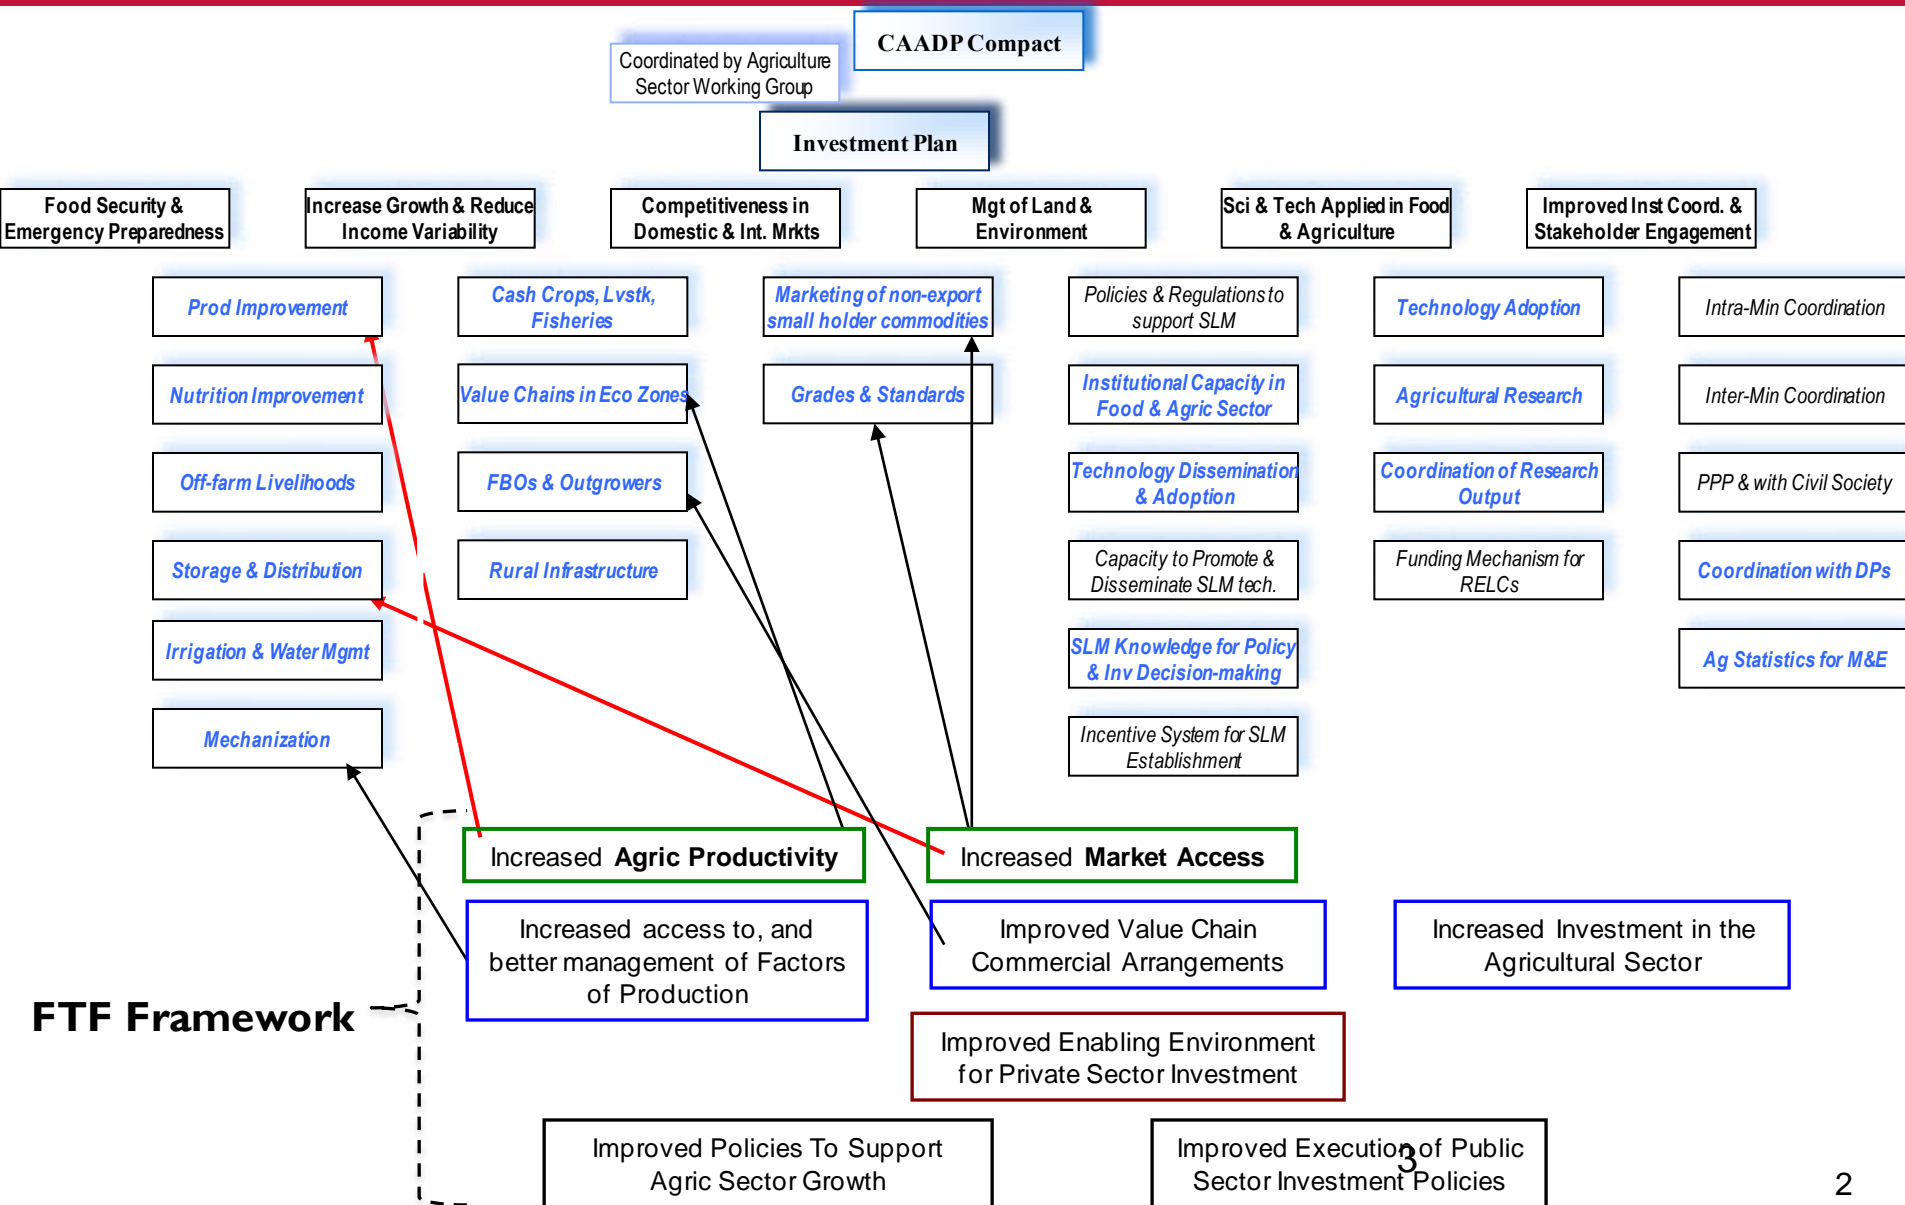 CAADP Compact
Coordinated by Agriculture
Sector Working Group
Investment Plan
Food Security &
Emergency Preparedness
Increase Growth & Reduce
Income Variability
Competitiveness in
Domestic & Int. Mrkts
Mgt of Land &
Environment
Sci & Tech Applied in Food
& Agriculture
Improved Inst Coord. &
Stakeholder Engagement
Prod Improvement
Nutrition Improvement
Off-farm Livelihoods
Storage & Distribution
Irrigation & Water Mgmt
Mechanization
Cash Crops, Lvstk,
Fisheries
Value Chains in Eco Zones
FBOs & Outgrowers
Rural Infrastructure
Marketing of non-export
small holder commodities
Grades & Standards
Policies & Regulations to
support SLM
Institutional Capacity in
Food & Agric Sector
Technology Dissemination
& Adoption
Capacity to Promote &
Disseminate SLM tech.
SLM Knowledge for Policy
& Inv Decision-making
Incentive System for SLM
Establishment
Technology Adoption
Agricultural Research
Coordination of Research
Output
Funding Mechanism for
RELCs
Intra-Min Coordination
Inter-Min Coordination
PPP & with Civil Society
Coordination with DPs
Ag Statistics for M&E
Increased Agric Productivity
Increased Market Access
Increased access to, and
better management of Factors
of Production
Improved Value Chain
Commercial Arrangements
Increased Investment in the
Agricultural Sector
FTF Framework
Improved Enabling Environment
for Private Sector Investment
Improved Policies To Support
Agric Sector Growth
Improved Execution of Public
Sector Investment Policies
3
2